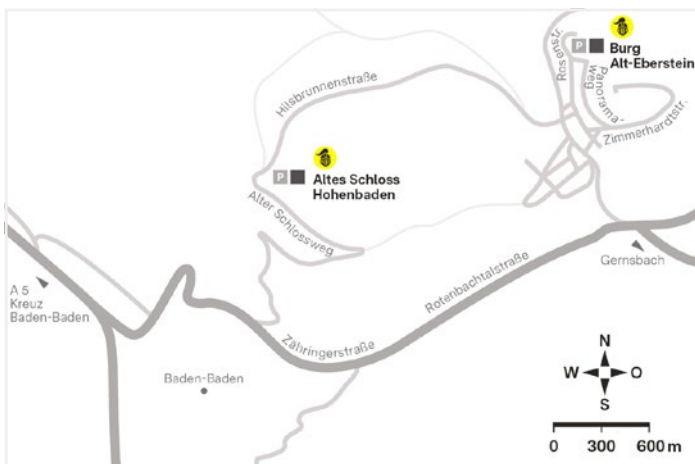 Rosenstr.
P
Burg
Alt-Eberstein
Panorama-
weg
Zimmerhardtstr.
Hilsbrunnenstraße
P
Altes Schloss
Hohenbaden
Alter Schlossweg
Rotenbachtalstraße
Gernsbach
A 5
Kreuz
Baden-Baden
Zähringerstraße
Baden-Baden
N
W O
S
0 300 600 m